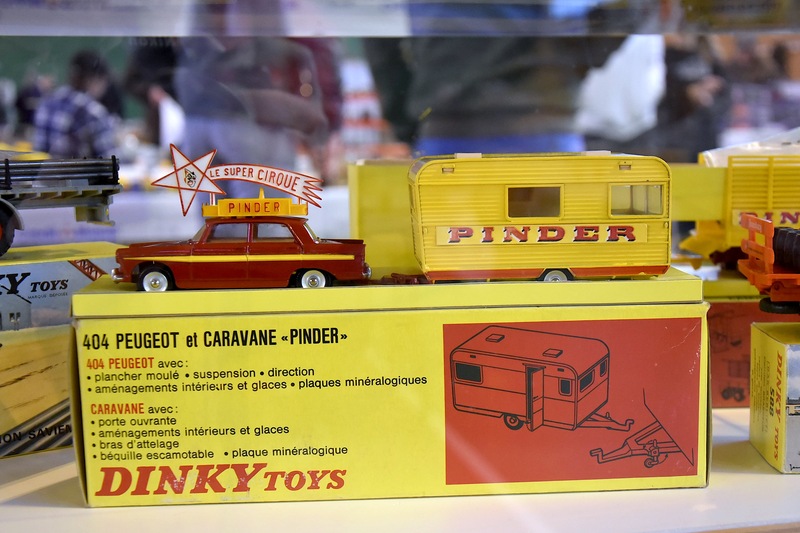 LE SUPER CIRQUE
PINDER
PINDER
404 PEUGEOT et CARAVANE «PINDER»
404 PEUGEOT avec :
• plancher moulé • suspension • direction
• aménagements intérieurs et glaces • plaques minéralogiques
CARAVANE avec :
• porte ouvrante
• aménagements intérieurs et glaces
• bras d'attelage
• béquille escamotable • plaque minéralogique
DINKY TOYS
TOYS
DINKY TOYS